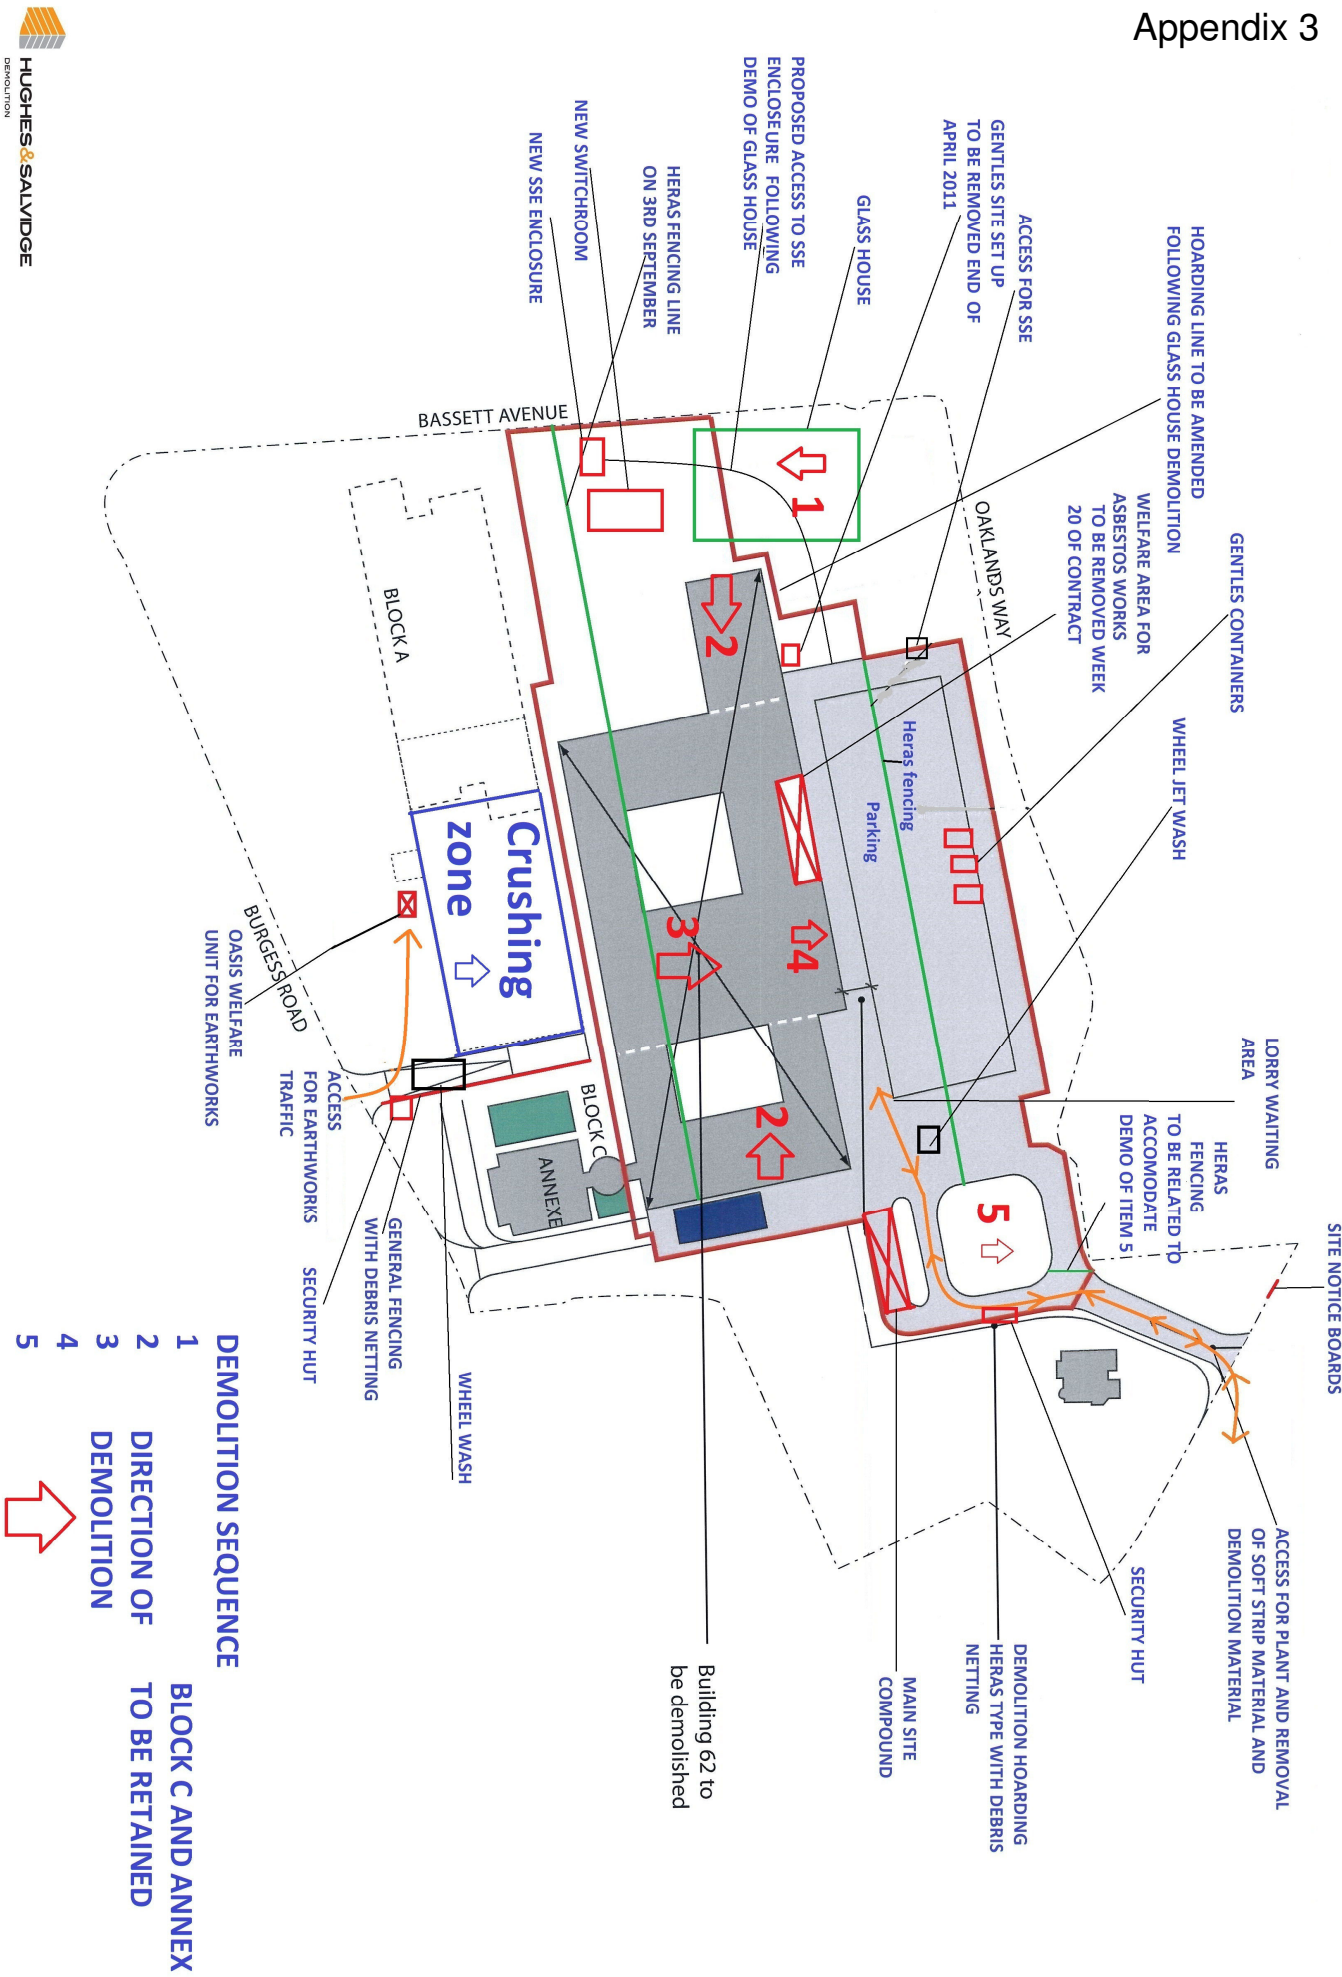 Appendix 3
HUGHES&SALVIDGE
DEMOLITION
SITE NOTICE BOARDS
ACCESS FOR PLANT AND REMOVAL
OF SOFT STRIP MATERIAL AND
DEMOLITION MATERIAL
LORRY WAITING
AREA
GENTLES CONTAINERS
HERAS
FENCING
TO BE RELATED TO
ACCOMODATE
DEMO OF ITEM 5
HOARDING LINE TO BE AMENDED
FOLLOWING GLASS HOUSE DEMOLITION
WHEEL JET WASH
WELFARE AREA FOR
ASBESTOS WORKS
TO BE REMOVED WEEK
20 OF CONTRACT
SECURITY HUT
ACCESS FOR SSE
GENTLES SITE SET UP
TO BE REMOVED END OF
APRIL 2011
OAKLANDS WAY
DEMOLITION HOARDING
HERAS TYPE WITH DEBRIS
NETTING
GLASS HOUSE
Heras fencing
Parking
5
MAIN SITE
COMPOUND
PROPOSED ACCESS TO SSE
ENCLOSEURE FOLLOWING
DEMO OF GLASS HOUSE
1
4
2
2
3
Building 62 to
be demolished
HERAS FENCING LINE
ON 3RD SEPTEMBER
NEW SWITCHROOM
NEW SSE ENCLOSURE
BASSETT AVENUE
BLOCK C
ANNEXE
Crushing
zone
BLOCK A
WHEEL WASH
GENERAL FENCING
WITH DEBRIS NETTING
SECURITY HUT
ACCESS
FOR EARTHWORKS
TRAFFIC
BURGESS ROAD
OASIS WELFARE
UNIT FOR EARTHWORKS
DEMOLITION SEQUENCE
1
2
3
4
5
DIRECTION OF
DEMOLITION
BLOCK C AND ANNEX
TO BE RETAINED